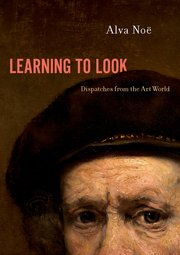 Alva Noë
LEARNING TO LOOK
Dispatches from the Art World